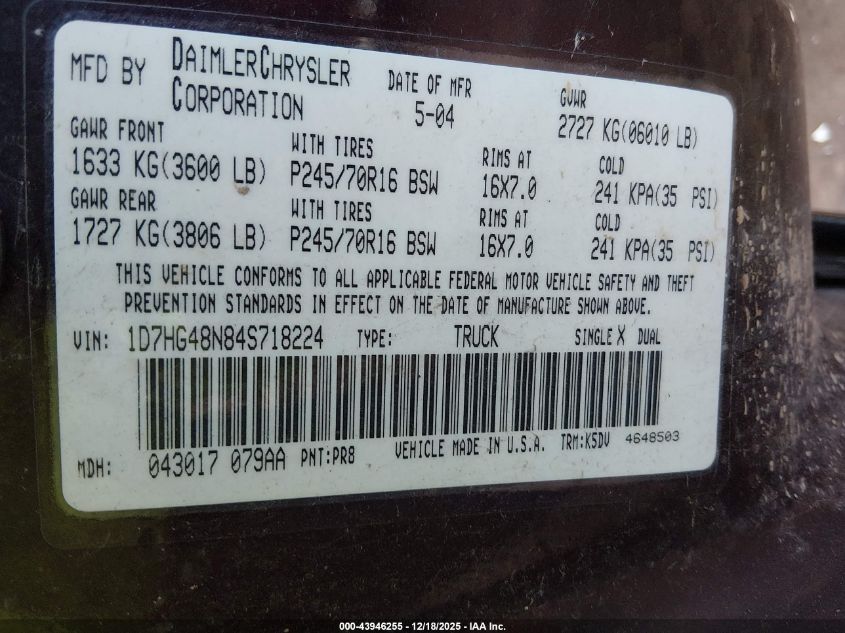 MFD BY DAIMLERCHRYSLER CORPORATION
DATE OF MFR 5-04
GVWR 2727 KG(06010 LB)
GAWR FRONT WITH TIRES RIMS AT COLD
1633 KG(3600 LB) P245/70R16 BSW 16X7.0 241 KPA(35 PSI)
GAWR REAR WITH TIRES RIMS AT COLD
1727 KG(3806 LB) P245/70R16 BSW 16X7.0 241 KPA(35 PSI)
THIS VEHICLE CONFORMS TO ALL APPLICABLE FEDERAL MOTOR VEHICLE SAFETY AND THEFT
PREVENTION STANDARDS IN EFFECT ON THE DATE OF MANUFACTURE SHOWN ABOVE.
VIN: 1D7HG48N84S718224 TYPE: TRUCK SINGLE X DUAL
MDH: 043017 079AA PNT:PR8 VEHICLE MADE IN U.S.A. TRM:K5DV 4648503
000-43946255 - 12/18/2025 - IAA Inc.